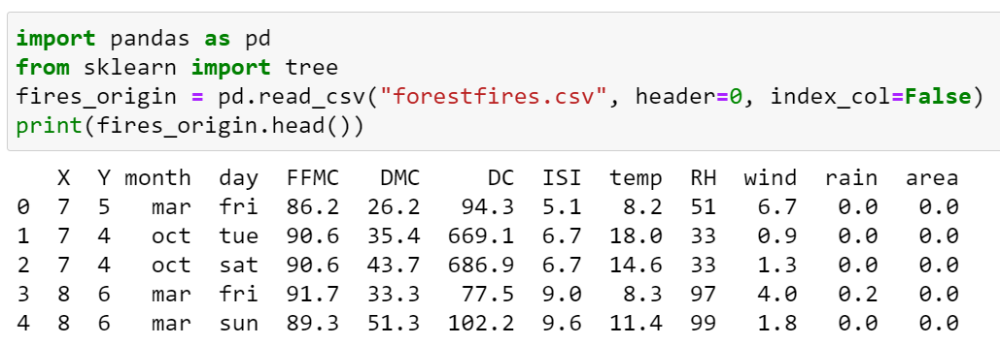 import pandas as pd
from sklearn import tree
fires_origin = pd.read_csv("forestfires.csv", header=0, index_col=False)
print(fires_origin.head())
X Y month day FFMC DMC DC ISI temp RH wind rain area
0 7 5 mar fri 86.2 26.2 94.3 5.1 8.2 51 6.7 0.0 0.0
1 7 4 oct tue 90.6 35.4 669.1 6.7 18.0 33 0.9 0.0 0.0
2 7 4 oct sat 90.6 43.7 686.9 6.7 14.6 33 1.3 0.0 0.0
3 8 6 mar fri 91.7 33.3 77.5 9.0 8.3 97 4.0 0.2 0.0
4 8 6 mar sun 89.3 51.3 102.2 9.6 11.4 99 1.8 0.0 0.0